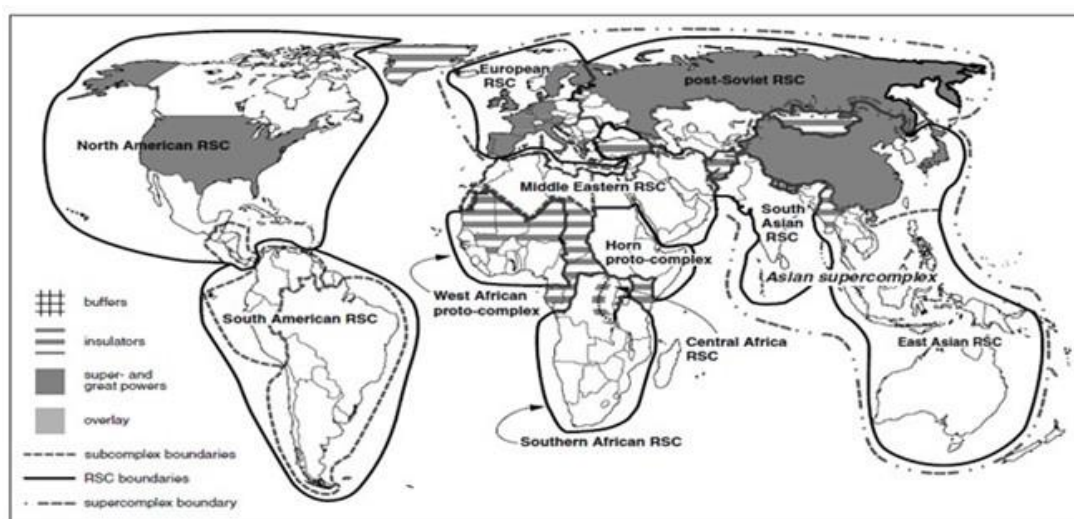 North American RSC
European
RSC
post-Soviet RSC
Middle Eastern RSC
South
Asian
RSC
Horn
proto-complex
Asian supercomplex
West African
proto-complex
South American RSC
Central Africa
RSC
East Asian RSC
Southern African RSC
buffers
insulators
super- and
great powers
overlay
subcomplex boundaries
RSC boundaries
supercomplex boundary